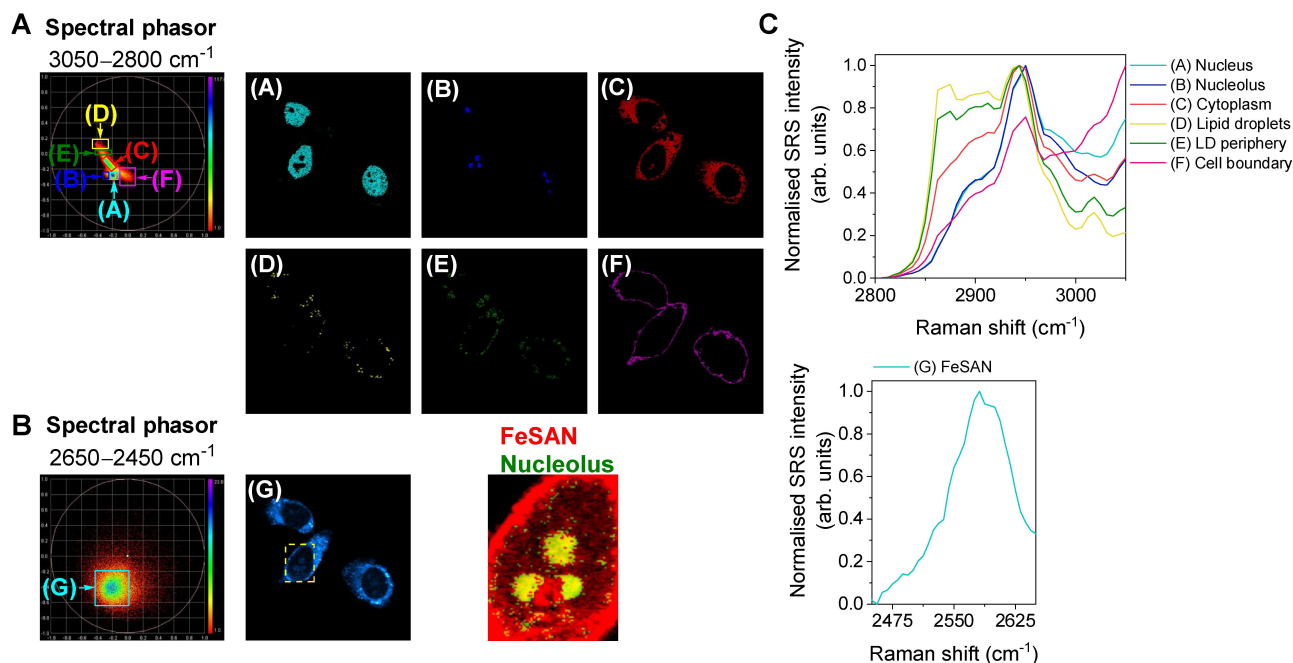 A
Spectral phasor
3050–2800 cm-1
(D)
(E)
(C)
(B)
(F)
(A)
(A)
(B)
(C)
(D)
(E)
(F)
B
Spectral phasor
2650–2450 cm-1
(G)
(G)
FeSAN
Nucleolus
C
Normalised SRS intensity
(arb. units)
1.0
0.8
0.6
0.4
0.2
0.0
2800
2900
3000
Raman shift (cm-1)
(A) Nucleus
(B) Nucleolus
(C) Cytoplasm
(D) Lipid droplets
(E) LD periphery
(F) Cell boundary
(G) FeSAN
Normalised SRS intensity
(arb. units)
1.0
0.8
0.6
0.4
0.2
0.0
2475
2550
2625
Raman shift (cm-1)